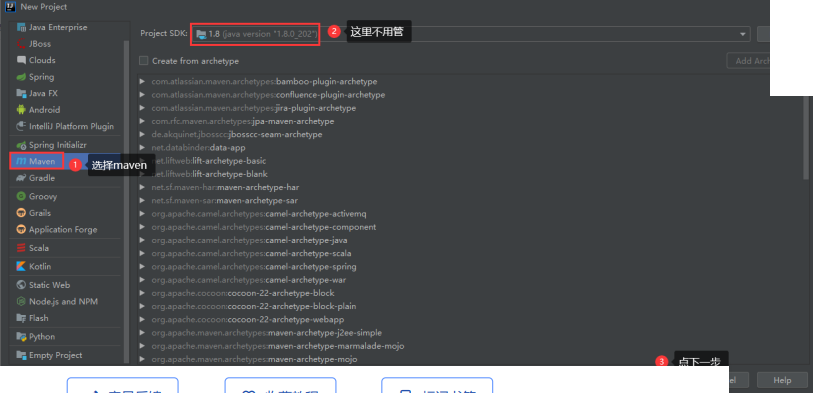 New Project
Java Enterprise
JBoss
Clouds
Spring
Java FX
Android
IntelliJ Platform Plugin
Spring Initializr
Maven
1 选择maven
Gradle
Groovy
Grails
Application Forge
Scala
Kotlin
Static Web
Node.js and NPM
Flash
Python
Empty Project
Project SDK: 1.8 (java version "1.8.0_202")
2 这里不用管
Create from archetype
Add Arch
com.atlassian.maven.archetypes:bamboo-plugin-archetype
com.atlassian.maven.archetypes:confluence-plugin-archetype
com.atlassian.maven.archetypes:jira-plugin-archetype
com.rfc.maven.archetypes:jpa-maven-archetype
de.akquinet.jbosscc:jbosscc-seam-archetype
net.databinder:data-app
net.liftweb:lift-archetype-basic
net.liftweb:lift-archetype-blank
net.sf.maven-har:maven-archetype-har
net.sf.maven-sar:maven-archetype-sar
org.apache.camel.archetypes:camel-archetype-activemq
org.apache.camel.archetypes:camel-archetype-component
org.apache.camel.archetypes:camel-archetype-java
org.apache.camel.archetypes:camel-archetype-scala
org.apache.camel.archetypes:camel-archetype-spring
org.apache.camel.archetypes:camel-archetype-war
org.apache.cocoon:cocoon-22-archetype-block
org.apache.cocoon:cocoon-22-archetype-block-plain
org.apache.cocoon:cocoon-22-archetype-webapp
org.apache.maven.archetypes:maven-archetype-j2ee-simple
org.apache.maven.archetypes:maven-archetype-marmalade-mojo
org.apache.maven.archetypes:maven-archetype-mojo
3 点下一步
el
Help